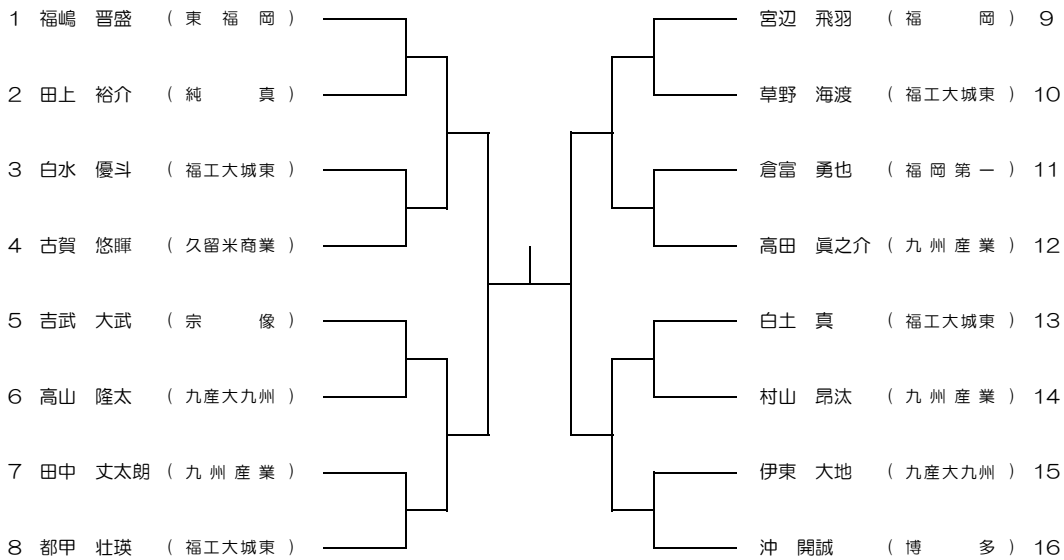 1 福嶋 晋盛 ( 東 福 岡 ) 宮辺 飛羽 ( 福 岡 ) 9
2 田上 裕介 ( 純 真 ) 草野 海渡 ( 福工大城東 ) 10
3 白水 優斗 ( 福工大城東 ) 倉富 勇也 ( 福 岡 第 一 ) 11
4 古賀 悠暉 ( 久留米商業 ) 高田 眞之介 ( 九 州 産 業 ) 12
5 吉武 大武 ( 宗 像 ) 白土 真 ( 福工大城東 ) 13
6 高山 隆太 ( 九産大九州 ) 村山 昂汰 ( 九 州 産 業 ) 14
7 田中 丈太朗 ( 九 州 産 業 ) 伊東 大地 ( 九産大九州 ) 15
8 都甲 壮瑛 ( 福工大城東 ) 沖 開誠 ( 博 多 ) 16